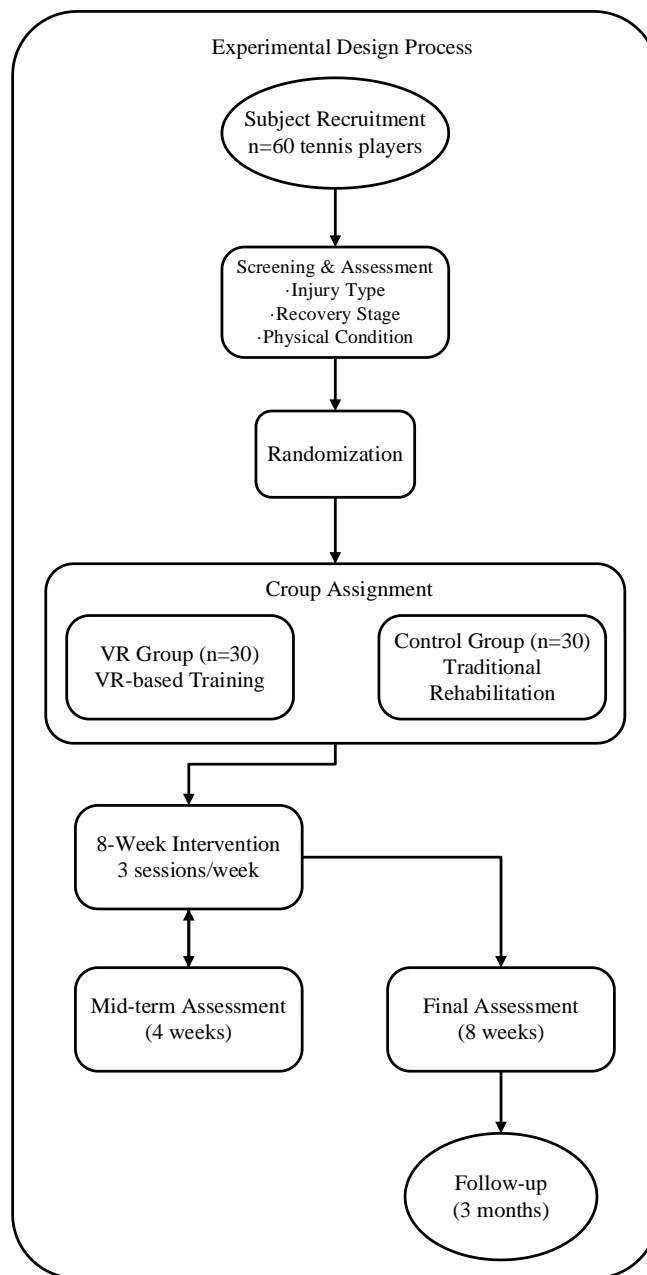 Experimental Design Process
Subject Recruitment
n=60 tennis players
Screening & Assessment
·Injury Type
·Recovery Stage
·Physical Condition
Randomization
Croup Assignment
VR Group (n=30)
VR-based Training
Control Group (n=30)
Traditional
Rehabilitation
8-Week Intervention
3 sessions/week
Mid-term Assessment
(4 weeks)
Final Assessment
(8 weeks)
Follow-up
(3 months)